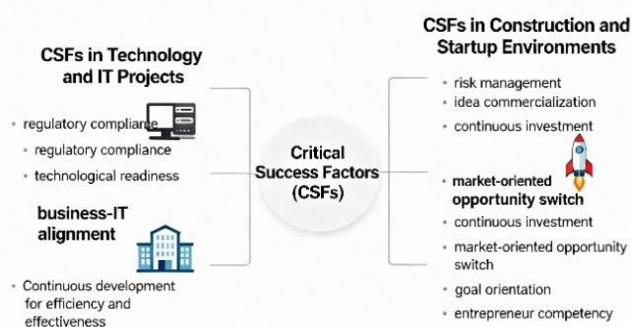 CSFs in Technology
and IT Projects
• regulatory compliance
• regulatory compliance
• technological readiness
business-IT
alignment
• Continuous development
for efficiency and
effectiveness
Critical
Success Factors
(CSFs)
CSFs in Construction and
Startup Environments
• risk management
• idea commercialization
• continuous investment
• market-oriented
opportunity switch
• continuous investment
• market-oriented opportunity
switch
• goal orientation
• entrepreneur competency